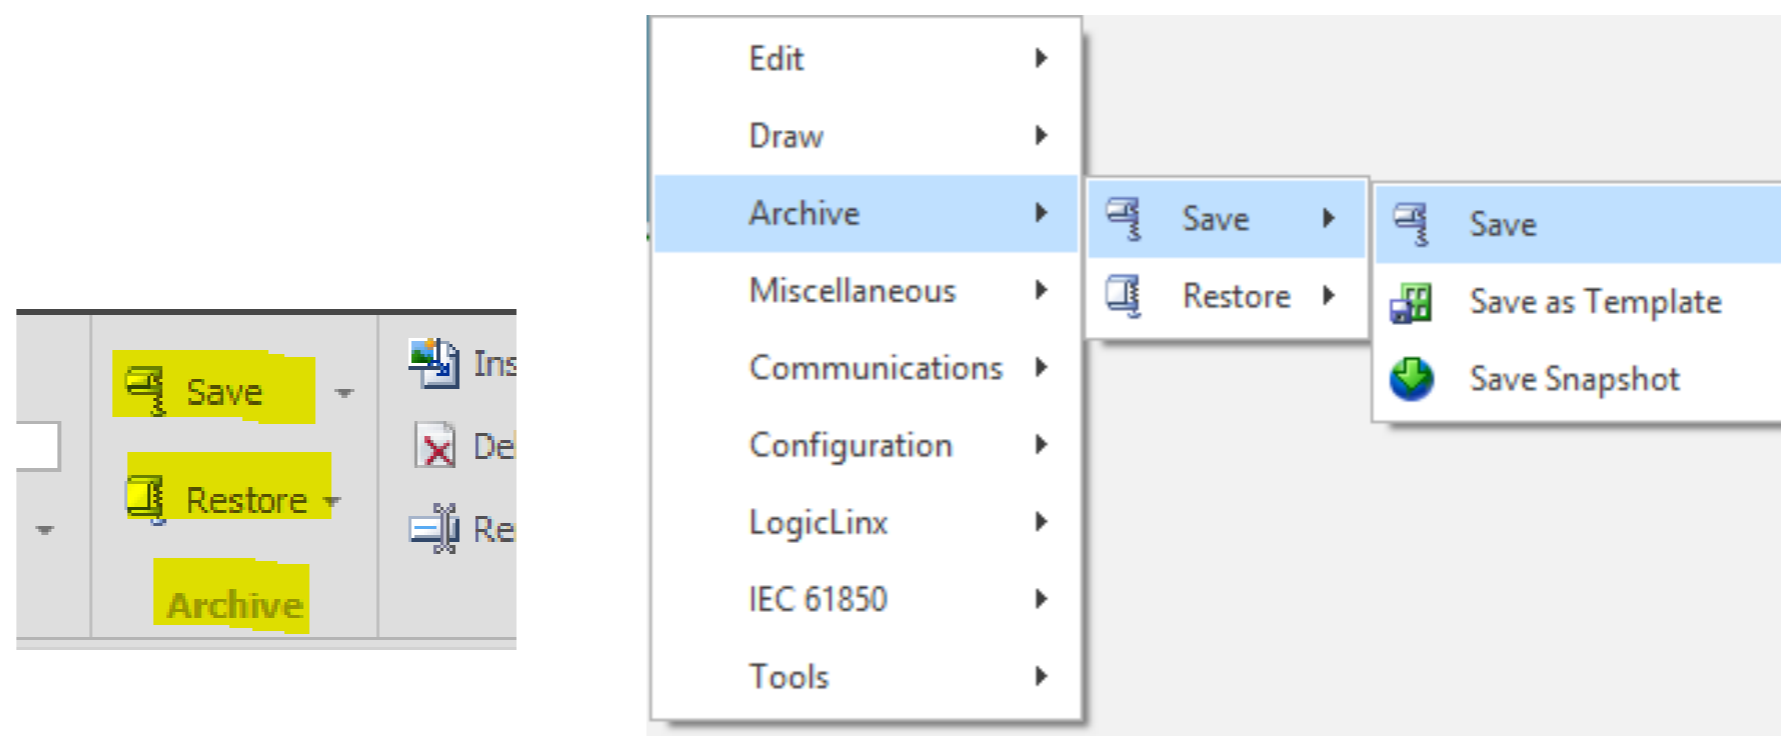 Save
Restore
Archive
Ins
De
Re
Edit
Draw
Archive
Miscellaneous
Communications
Configuration
LogicLinx
IEC 61850
Tools
Save
Restore
Save
Save as Template
Save Snapshot